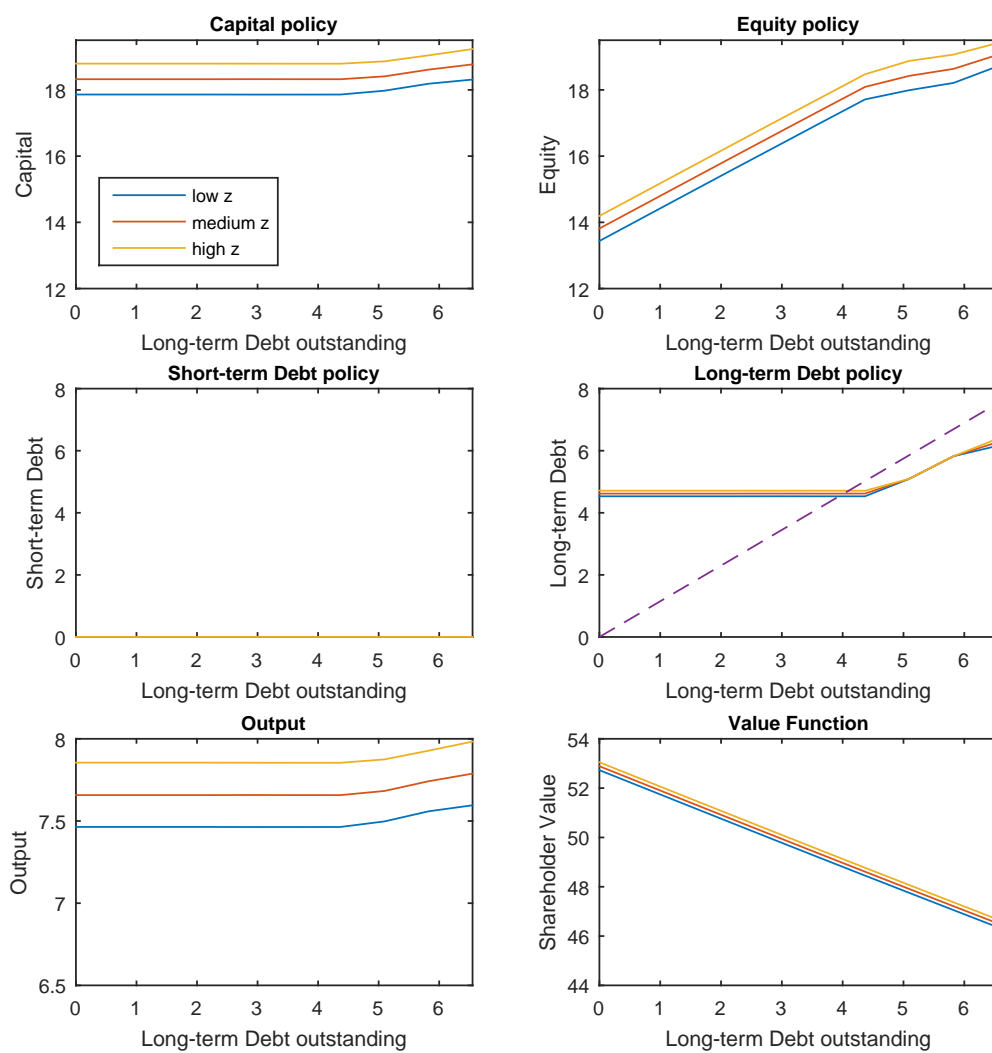 Capital policy
Capital
18
16
14
12
low z
medium z
high z
0 1 2 3 4 5 6
Long-term Debt outstanding
Equity policy
Equity
18
16
14
12
0 1 2 3 4 5 6
Long-term Debt outstanding
Short-term Debt policy
Short-term Debt
8
6
4
2
0
0 1 2 3 4 5 6
Long-term Debt outstanding
Long-term Debt policy
Long-term Debt
8
6
4
2
0
0 1 2 3 4 5 6
Long-term Debt outstanding
Output
Output
8
7.5
7
6.5
0 1 2 3 4 5 6
Long-term Debt outstanding
Value Function
Shareholder Value
54
52
50
48
46
44
0 1 2 3 4 5 6
Long-term Debt outstanding